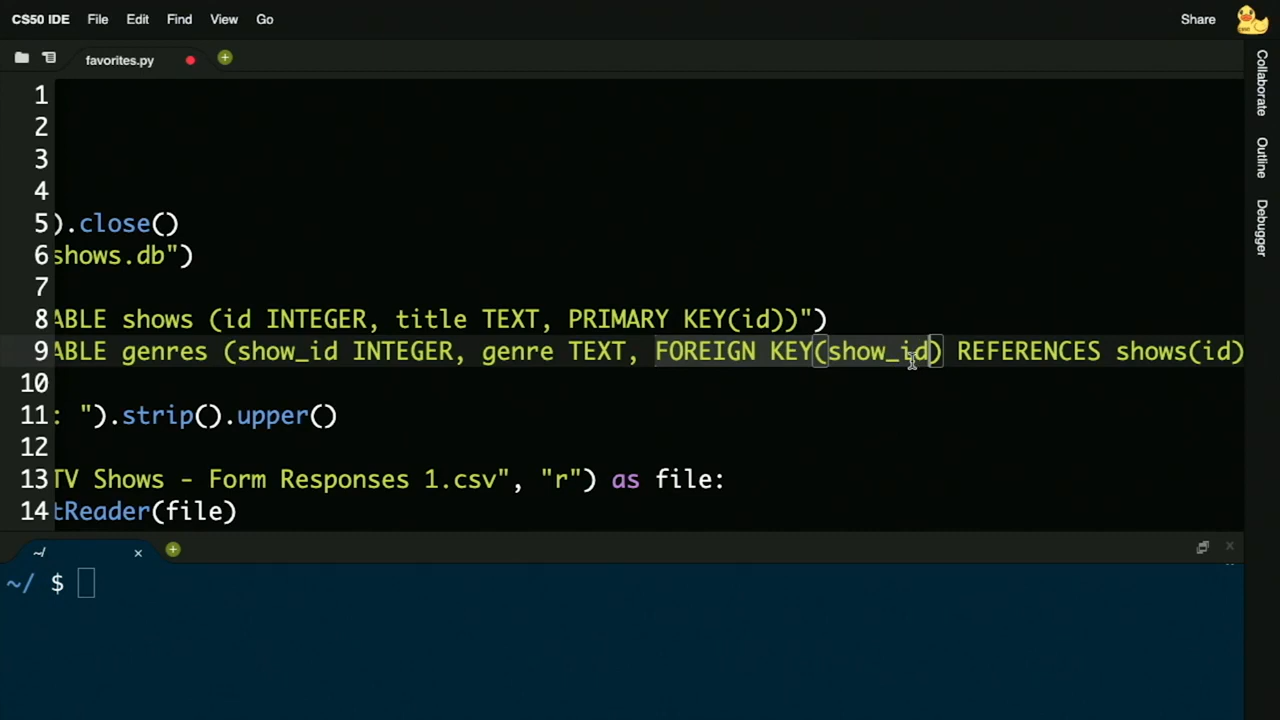 CS50 IDE File Edit Find View Go Share
favorites.py
Collaborate
Outline
Debugger
1
2
3
4
5 ).close()
6 shows.db")
7
8 ABLE shows (id INTEGER, title TEXT, PRIMARY KEY(id))")
9 ABLE genres (show_id INTEGER, genre TEXT, FOREIGN KEY(show_id) REFERENCES shows(id)
10
11 : ").strip().upper()
12
13 TV Shows - Form Responses 1.csv", "r") as file:
14 tReader(file)
~/ ×
~/ $